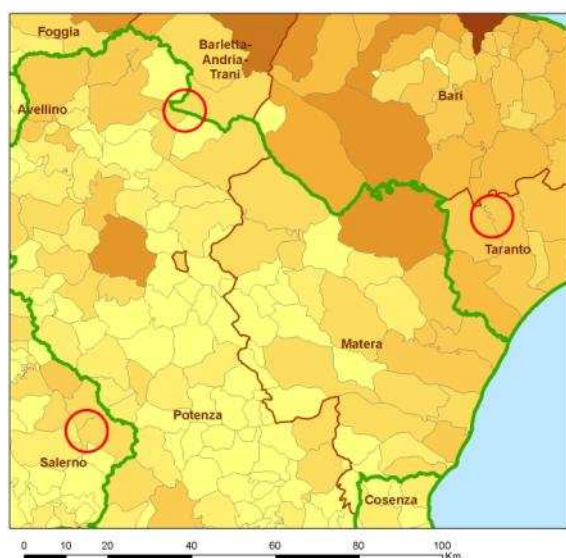 Foggia
Barletta-
Andria-
Trani
Bari
Avellino
Taranto
Matera
Potenza
Salerno
Cosenza
0 10 20 40 60 80 100
Km